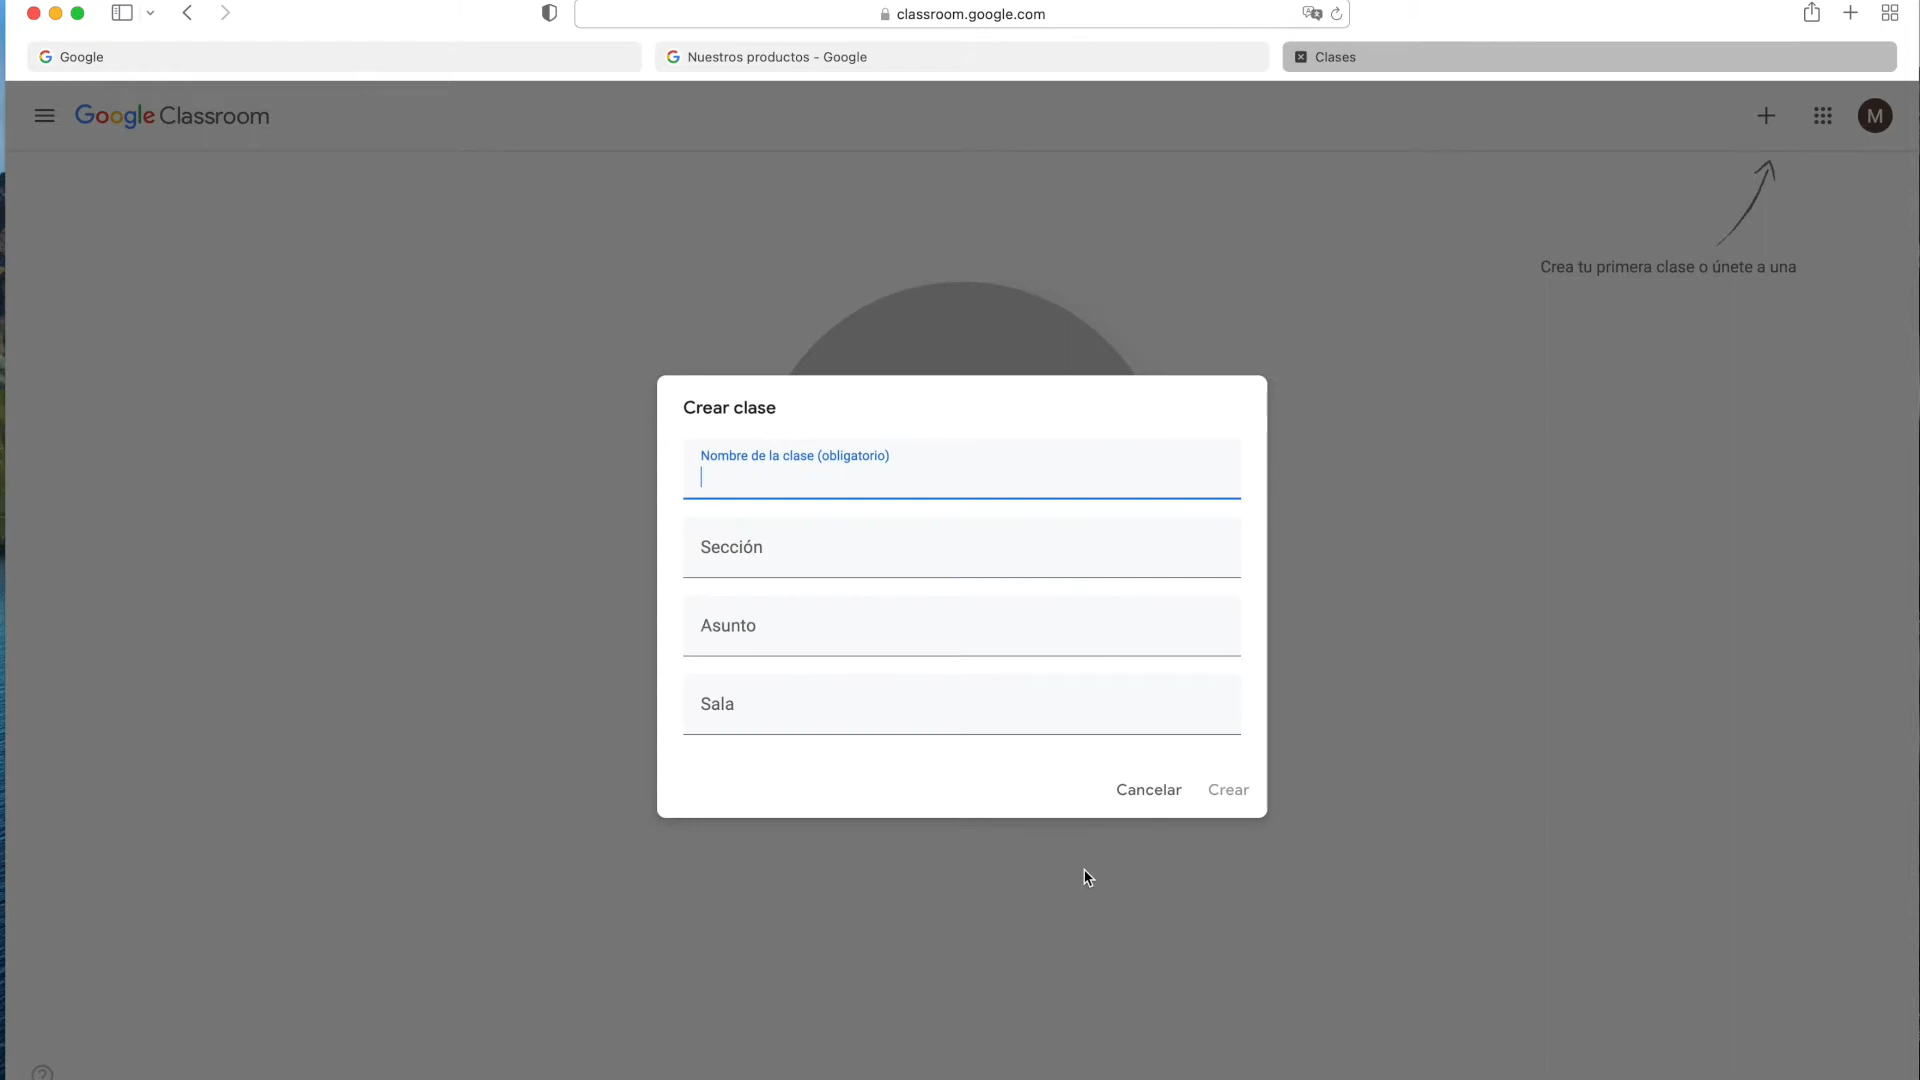 classroom.google.com
Google
Nuestros productos - Google
Clases
Google Classroom
M
Crea tu primera clase o únete a una
Crear clase
Nombre de la clase (obligatorio)
Sección
Asunto
Sala
Cancelar
Crear